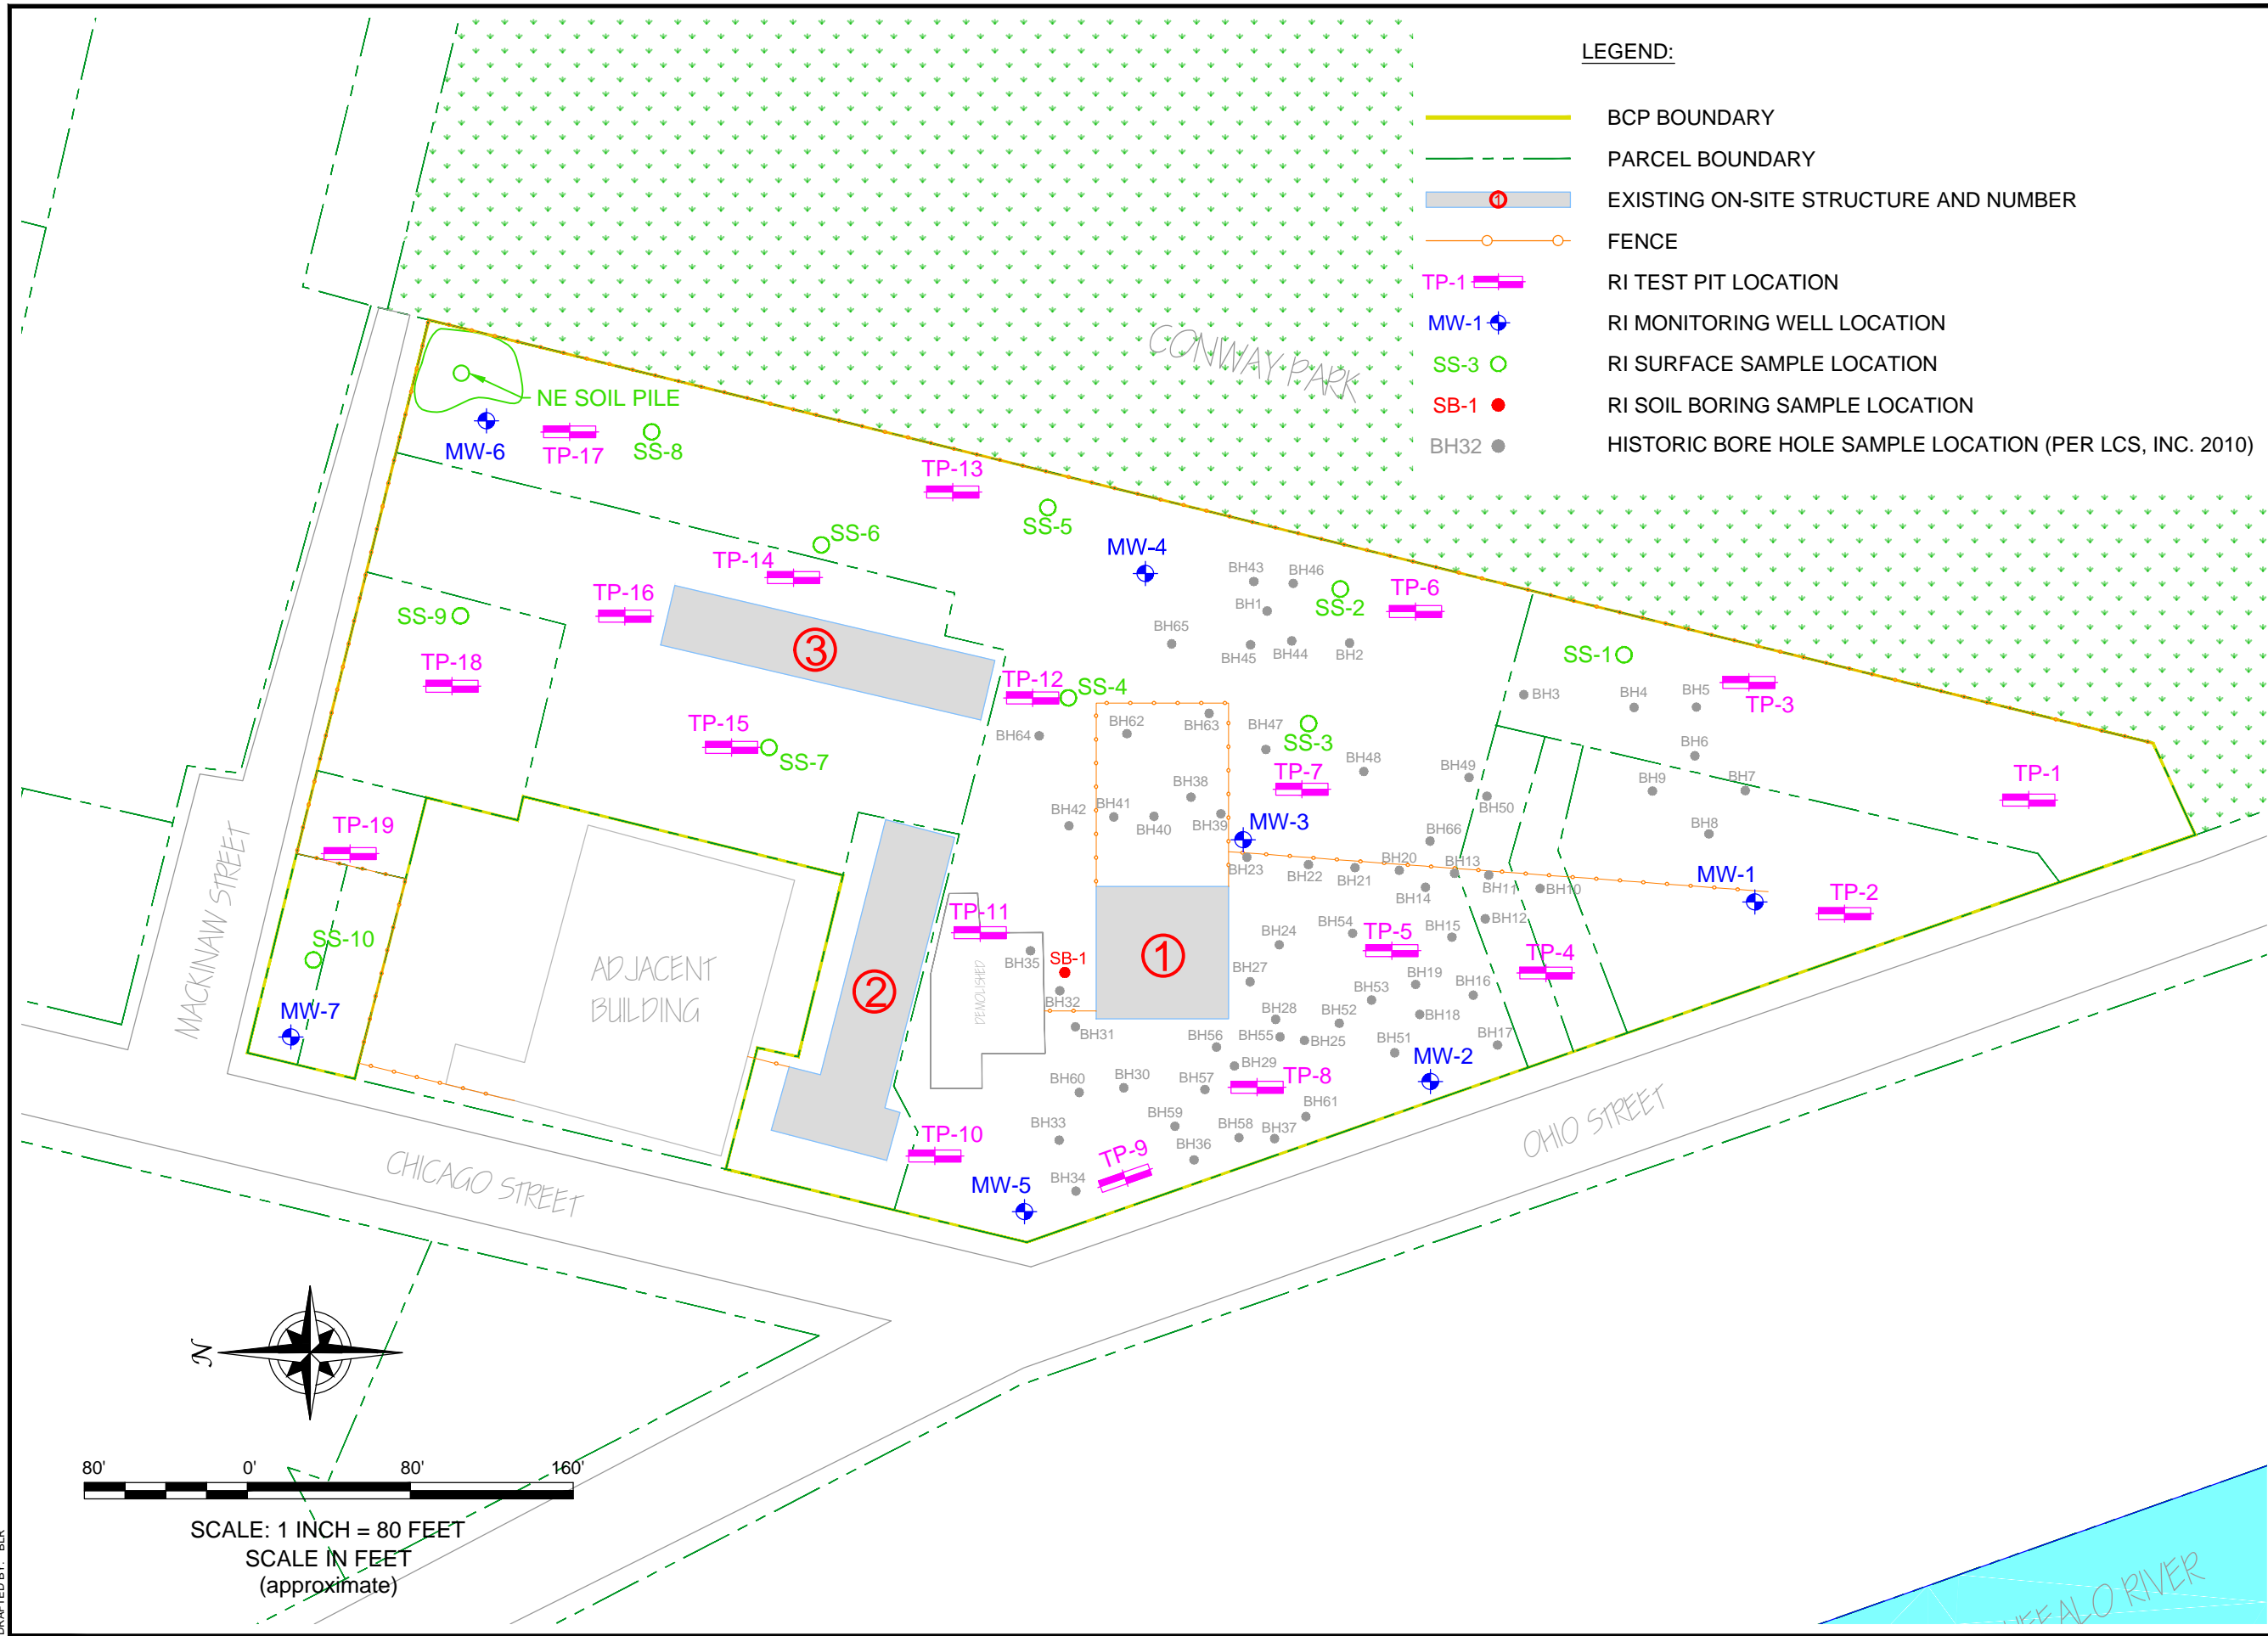 LEGEND:
BCP BOUNDARY
PARCEL BOUNDARY
1
EXISTING ON-SITE STRUCTURE AND NUMBER
FENCE
TP-1
RI TEST PIT LOCATION
MW-1
RI MONITORING WELL LOCATION
SS-3
RI SURFACE SAMPLE LOCATION
SB-1
RI SOIL BORING SAMPLE LOCATION
BH32
HISTORIC BORE HOLE SAMPLE LOCATION (PER LCS, INC. 2010)
CONWAY PARK
NE SOIL PILE
MW-6
TP-17
SS-8
TP-13
SS-5
SS-6
TP-14
MW-4
TP-16
BH43
BH46
BH1
SS-2
TP-6
SS-9
3
BH65
BH45
BH44
BH2
SS-1
TP-18
TP-12
SS-4
BH3
BH4
BH5
TP-3
TP-15
SS-7
BH64
BH62
BH63
BH47
SS-3
BH48
BH49
BH6
TP-7
BH50
BH9
BH7
TP-1
BH38
BH42
BH41
BH40
BH39
MW-3
BH66
BH8
TP-19
BH23
BH22
BH21
BH20
BH13
BH14
BH11
BH10
MW-1
TP-2
MACKINAW STREET
TP-11
BH54
TP-5
BH15
BH12
SS-10
BH35
SB-1
1
BH24
TP-4
ADJACENT
BUILDING
2
DEMOLISHED
BH32
BH27
BH19
BH16
BH53
MW-7
BH31
BH28
BH52
BH18
BH56
BH55
BH25
BH51
BH17
MW-2
BH29
TP-8
BH60
BH30
BH57
BH61
BH33
BH59
BH58
BH37
TP-10
TP-9
BH36
OHIO STREET
CHICAGO STREET
MW-5
BH34
N
80'
0'
80'
160'
SCALE: 1 INCH = 80 FEET
SCALE IN FEET
(approximate)
DRAFTED BY: BLR
BUFFALO RIVER